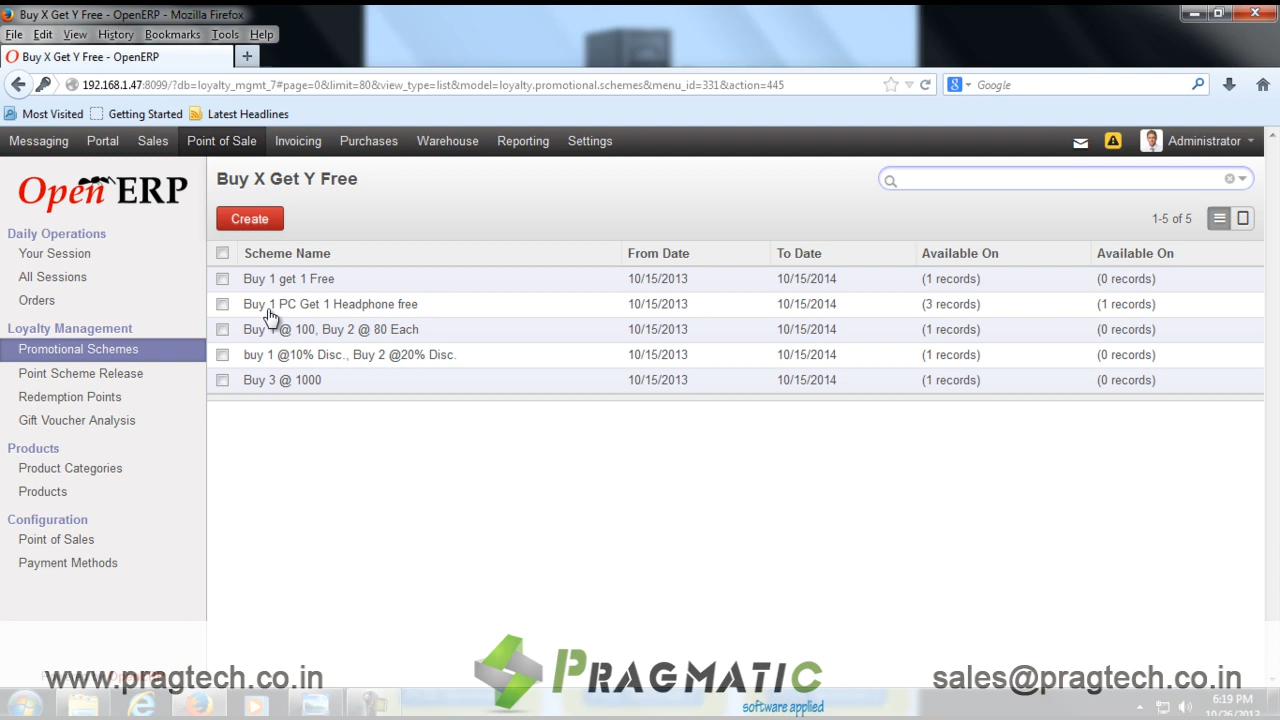 Buy X Get Y Free - OpenERP - Mozilla Firefox
File Edit View History Bookmarks Tools Help
Buy X Get Y Free - OpenERP
192.168.1.47:8099/?db=loyalty_mgmt_7#page=0&limit=80&view_type=list&model=loyalty.promotional.schemes&menu_id=331&action=445
Google
Most Visited Getting Started Latest Headlines
Messaging Portal Sales Point of Sale Invoicing Purchases Warehouse Reporting Settings Administrator
Open ERP
Daily Operations
Your Session
All Sessions
Orders
Loyalty Management
Promotional Schemes
Point Scheme Release
Redemption Points
Gift Voucher Analysis
Products
Product Categories
Products
Configuration
Point of Sales
Payment Methods
Buy X Get Y Free
Create
1-5 of 5
Scheme Name From Date To Date Available On Available On
Buy 1 get 1 Free 10/15/2013 10/15/2014 (1 records) (0 records)
Buy 1 PC Get 1 Headphone free 10/15/2013 10/15/2014 (3 records) (1 records)
Buy 1 @ 100, Buy 2 @ 80 Each 10/15/2013 10/15/2014 (1 records) (0 records)
buy 1 @10% Disc., Buy 2 @20% Disc. 10/15/2013 10/15/2014 (1 records) (0 records)
Buy 3 @ 1000 10/15/2013 10/15/2014 (1 records) (0 records)
www.pragtech.co.in
PRAGMATIC
software applied
sales@pragtech.co.in
6:19 PM
10/26/2013